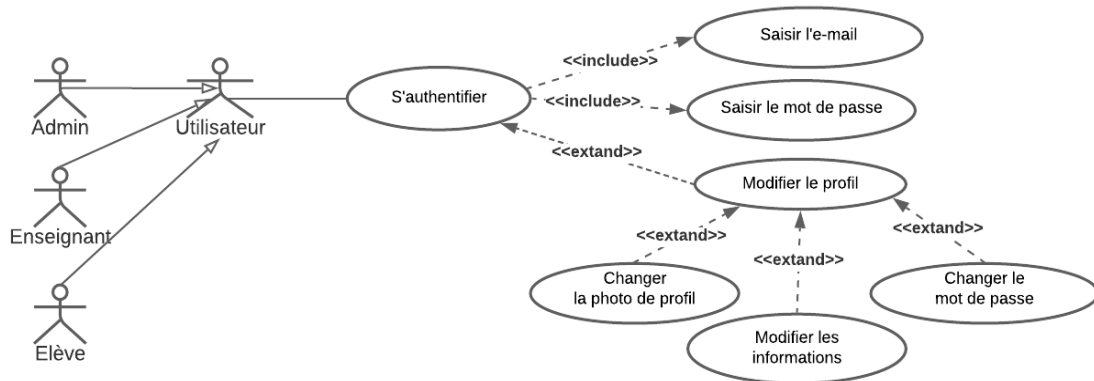 Saisir l'e-mail
<<include>>
Admin
Utilisateur
S'authentifier
<<include>>
Saisir le mot de passe
<<extand>>
Modifier le profil
Enseignant
<<extand>>
<<extand>>
<<extand>>
Changer
la photo de profil
Changer le
mot de passe
Elève
Modifier les
informations